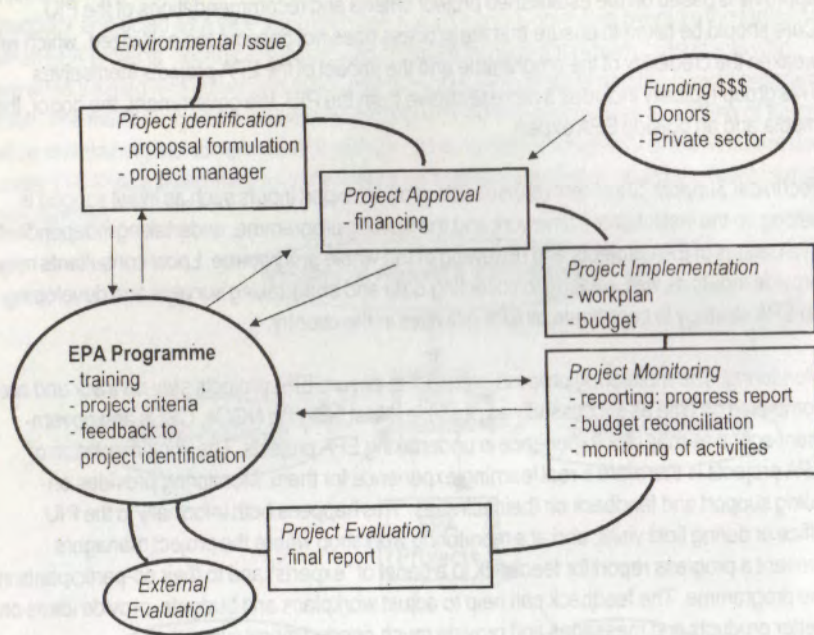 Environmental Issue
Project identification
- proposal formulation
- project manager
Funding $$$
- Donors
- Private sector
Project Approval
- financing
Project Implementation
- workplan
- budget
EPA Programme
- training
- project criteria
- feedback to
project identification
Project Monitoring
- reporting: progress report
- budget reconciliation
- monitoring of activities
Project Evaluation
- final report
External
Evaluation